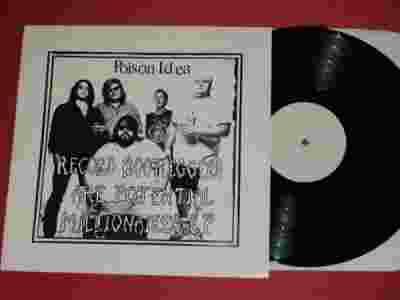 Poison Idea
RECORD BOOTLEGGERS
ARE POTENTIAL
MILLIONAIRES